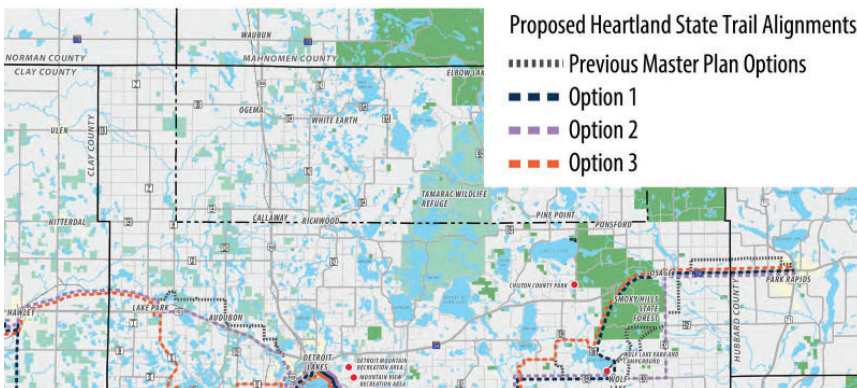 Proposed Heartland State Trail Alignments
Previous Master Plan Options
Option 1
Option 2
Option 3
WAUBUN
NORMAN COUNTY
MAHNOMEN COUNTY
CLAY COUNTY
ELBOW LAKE
OGEMA
WHITE EARTH
ULEN
CLAY COUNTY
TAMARAC WILDLIFE
REFUGE
HITTERDAL
CALLAWAY
RICHWOOD
PINE POINT
PONSFORD
CHILTON COUNTY PARK
OSAGE
PARK RAPIDS
SMOKY HILLS
STATE
FOREST
HUBBARD COUNTY
HAWLEY
LAKE PARK
AUDUBON
DETROIT
LAKES
DETROIT MOUNTAIN
RECREATION AREA
MOUNTAIN VIEW
RECREATION AREA
WOLF LAKE PARK AND
CAMPGROUND
WOLF